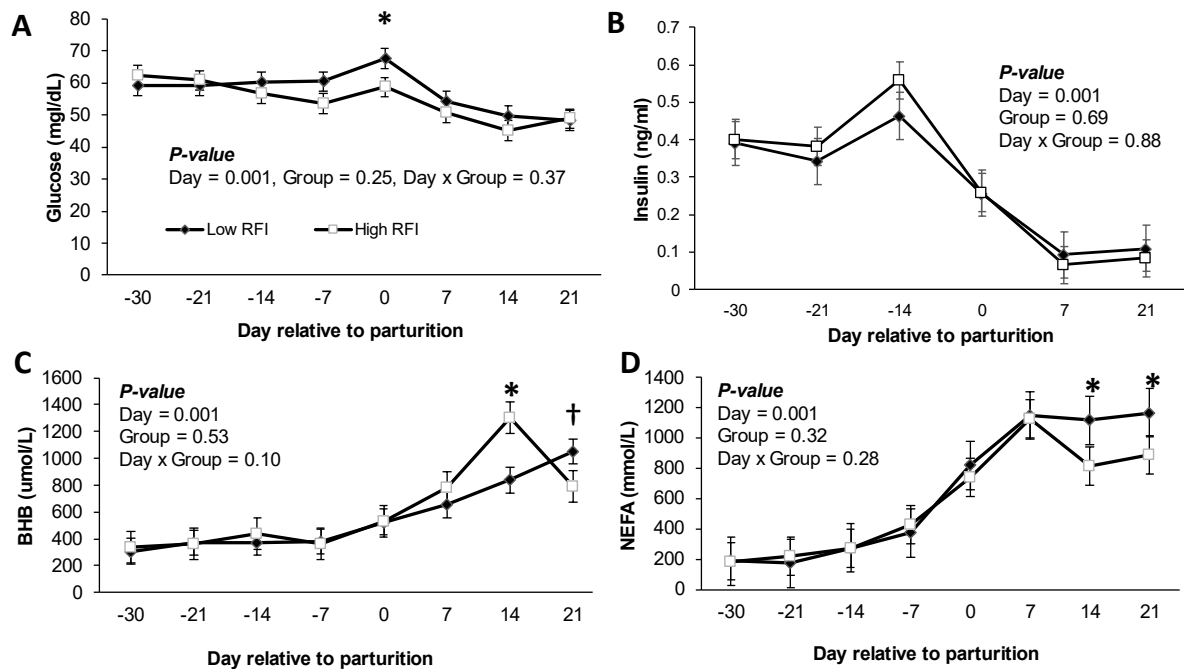 A
Glucose (mgl/dL)
80
70
60
50
40
30
20
10
0
*
P-value
Day = 0.001, Group = 0.25, Day x Group = 0.37
Low RFI
High RFI
-30 -21 -14 -7 0 7 14 21
Day relative to parturition
B
Insulin (ng/ml)
0.7
0.6
0.5
0.4
0.3
0.2
0.1
0
P-value
Day = 0.001
Group = 0.69
Day x Group = 0.88
-30 -21 -14 0 7 21
Day relative to parturition
C
BHB (umol/L)
1600
1400
1200
1000
800
600
400
200
0
P-value
Day = 0.001
Group = 0.53
Day x Group = 0.10
*
†
-30 -21 -14 -7 0 7 14 21
Day relative to parturition
D
NEFA (mmol/L)
1400
1200
1000
800
600
400
200
0
P-value
Day = 0.001
Group = 0.32
Day x Group = 0.28
* *
-30 -21 -14 -7 0 7 14 21
Day relative to parturition